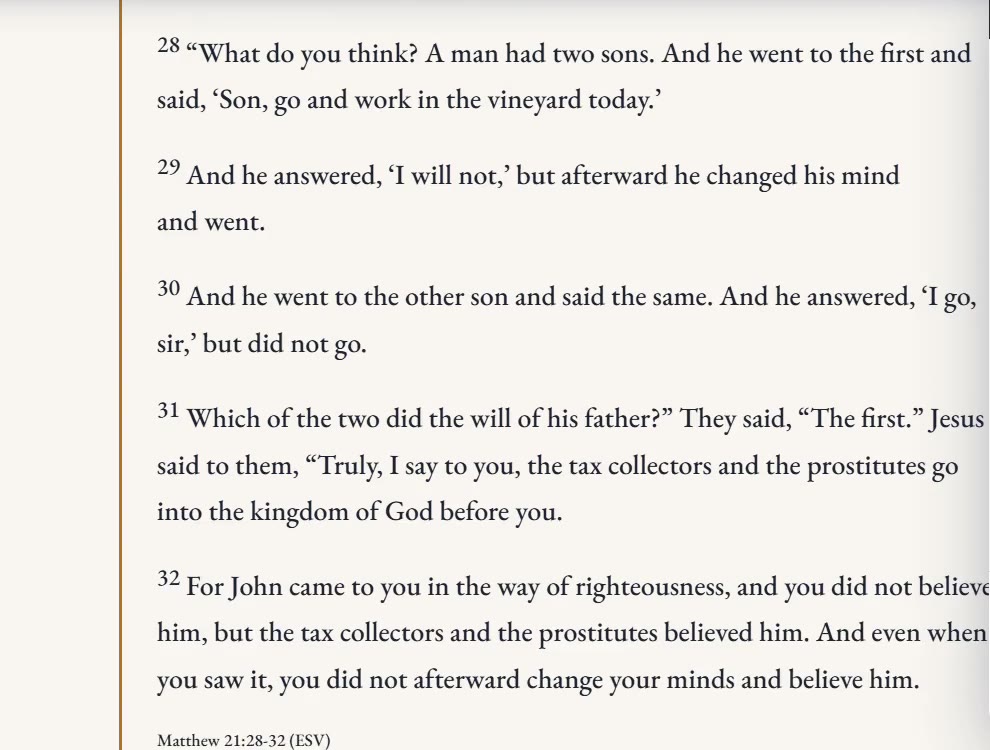 28 “What do you think? A man had two sons. And he went to the first and
said, ‘Son, go and work in the vineyard today.’
29 And he answered, ‘I will not,’ but afterward he changed his mind
and went.
30 And he went to the other son and said the same. And he answered, ‘I go,
sir,’ but did not go.
31 Which of the two did the will of his father?” They said, “The first.” Jesus
said to them, “Truly, I say to you, the tax collectors and the prostitutes go
into the kingdom of God before you.
32 For John came to you in the way of righteousness, and you did not believe
him, but the tax collectors and the prostitutes believed him. And even when
you saw it, you did not afterward change your minds and believe him.
Matthew 21:28-32 (ESV)